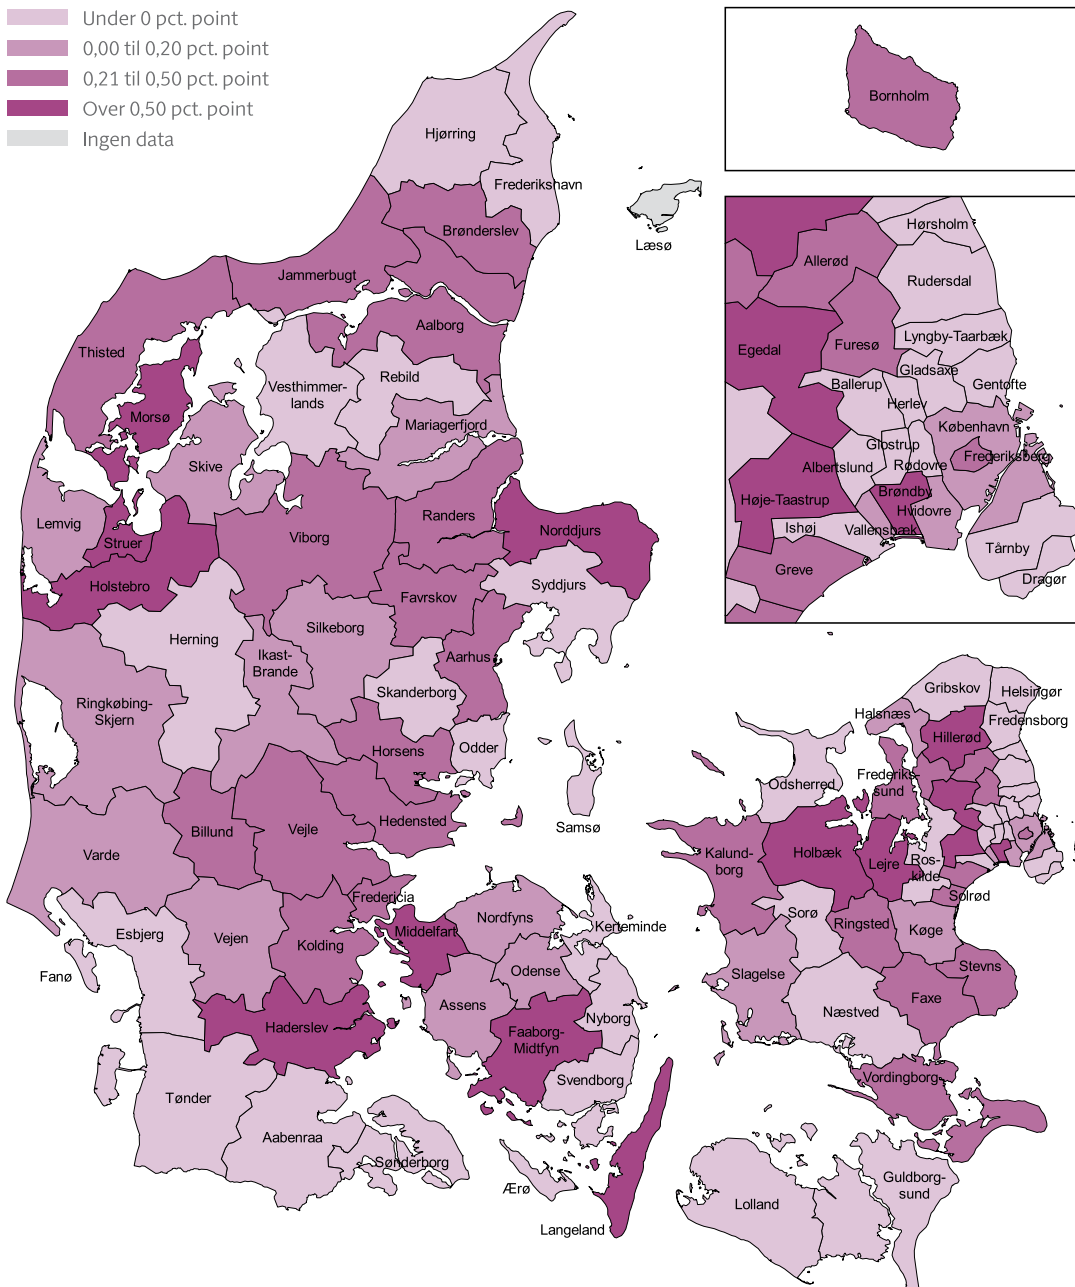 Under 0 pct. point
0,00 til 0,20 pct. point
0,21 til 0,50 pct. point
Over 0,50 pct. point
Ingen data
Bornholm
Hjørring
Frederikshavn
Læsø
Brønderslev
Jammerbugt
Aalborg
Thisted
Rebild
Vesthimmer-
lands
Morsø
Mariagerfjord
Skive
Lemvig
Struer
Viborg
Randers
Norddjurs
Holstebro
Favrskov
Syddjurs
Herning
Silkeborg
Ikast-
Brande
Aarhus
Skanderborg
Ringkøbing-
Skjern
Horsens
Odder
Samsø
Hedensted
Billund
Vejle
Varde
Fredericia
Esbjerg
Vejen
Kolding
Middelfart
Nordfyns
Kerteminde
Fanø
Odense
Assens
Haderslev
Faaborg-
Midtfyn
Nyborg
Svendborg
Tønder
Aabenraa
Sønderborg
Ærø
Langeland
Hørsholm
Allerød
Rudersdal
Egedal
Furesø
Lyngby-Taarbæk
Gladsaxe
Gentofte
Ballerup
Herlev
København
Glostrup
Frederiksberg
Albertslund
Rødovre
Høje-Taastrup
Brøndby
Hvidovre
Ishøj
Vallensbæk
Greve
Tårnby
Dragør
Gribskov
Helsingør
Halsnæs
Fredensborg
Hillerød
Odsherred
Frederiks-
sund
Kalund-
borg
Holbæk
Lejre
Ros-
kilde
Solrød
Sorø
Ringsted
Køge
Slagelse
Stevns
Næstved
Faxe
Vordingborg
Guldborg-
sund
Lolland